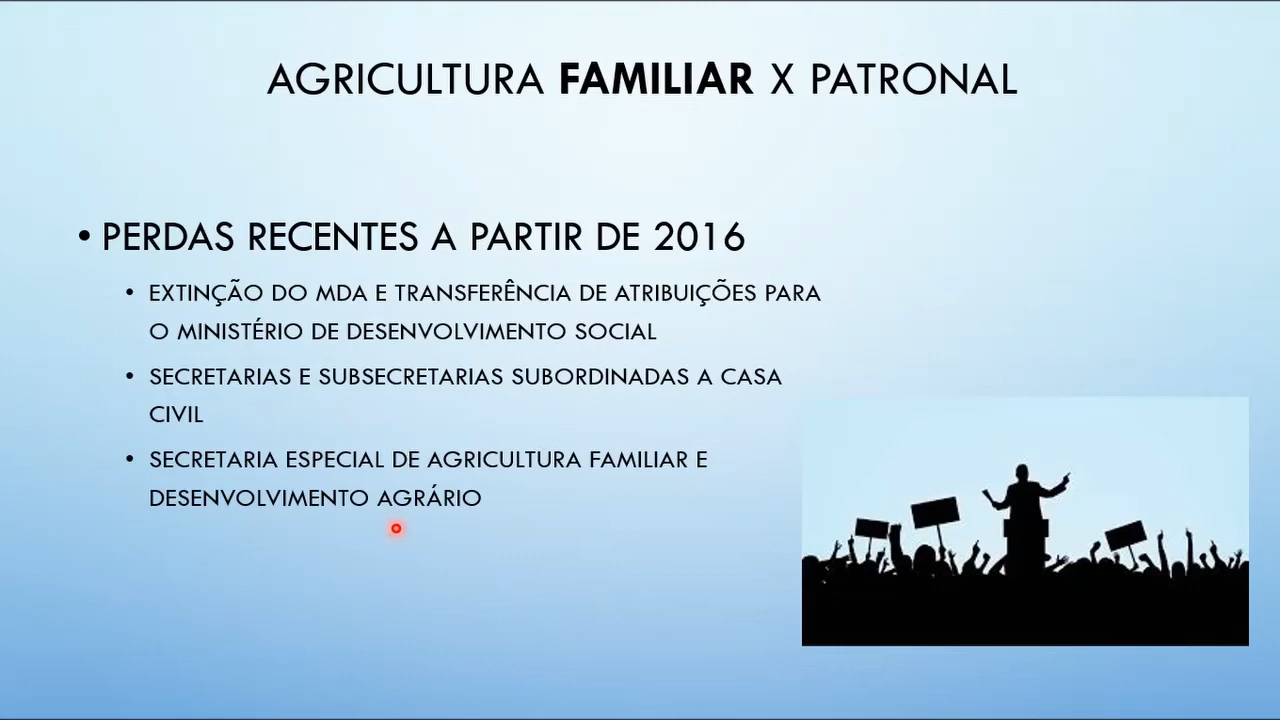 AGRICULTURA FAMILIAR X PATRONAL
• PERDAS RECENTES A PARTIR DE 2016
• EXTINÇÃO DO MDA E TRANSFERÊNCIA DE ATRIBUIÇÕES PARA
O MINISTÉRIO DE DESENVOLVIMENTO SOCIAL
• SECRETARIAS E SUBSECRETARIAS SUBORDINADAS A CASA
CIVIL
• SECRETARIA ESPECIAL DE AGRICULTURA FAMILIAR E
DESENVOLVIMENTO AGRÁRIO